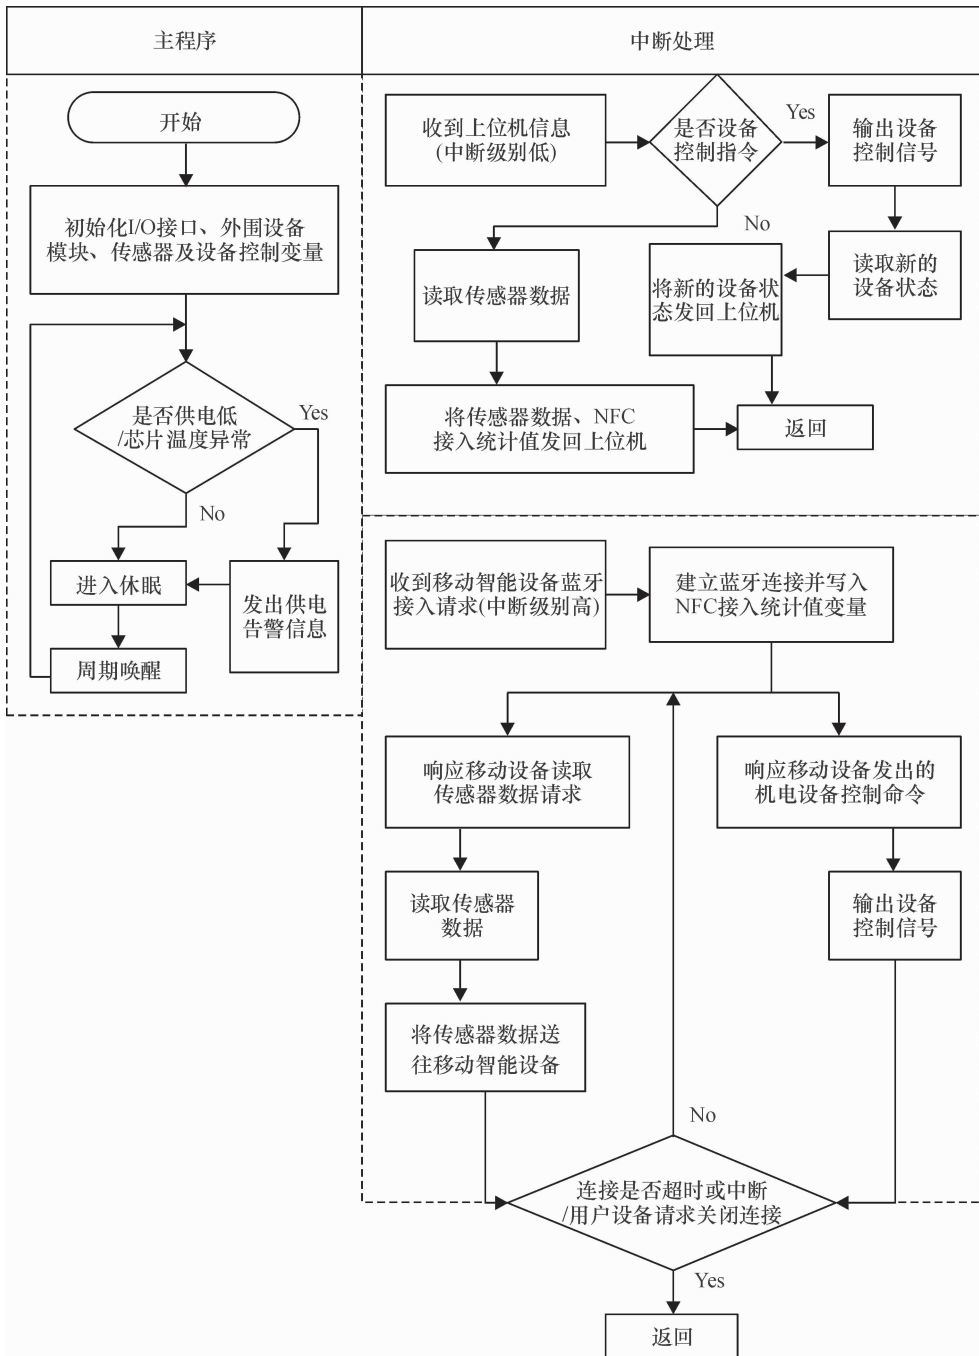 主程序
中断处理
开始
初始化I/O接口、外围设备
模块、传感器及设备控制变量
是否供电低
/芯片温度异常
Yes
No
进入休眠
发出供电
告警信息
周期唤醒
收到上位机信息
(中断级别低)
是否设备
控制指令
Yes
输出设备
控制信号
No
读取传感器数据
将新的设备状
态发回上位机
读取新的
设备状态
将传感器数据、NFC
接入统计值发回上位机
返回
收到移动智能设备蓝牙
接入请求(中断级别高)
建立蓝牙连接并写入
NFC接入统计值变量
响应移动设备读取
传感器数据请求
响应移动设备发出的
机电设备控制命令
读取传感器
数据
输出设备
控制信号
将传感器数据送
往移动智能设备
No
连接是否超时或中断
/用户设备请求关闭连接
Yes
返回